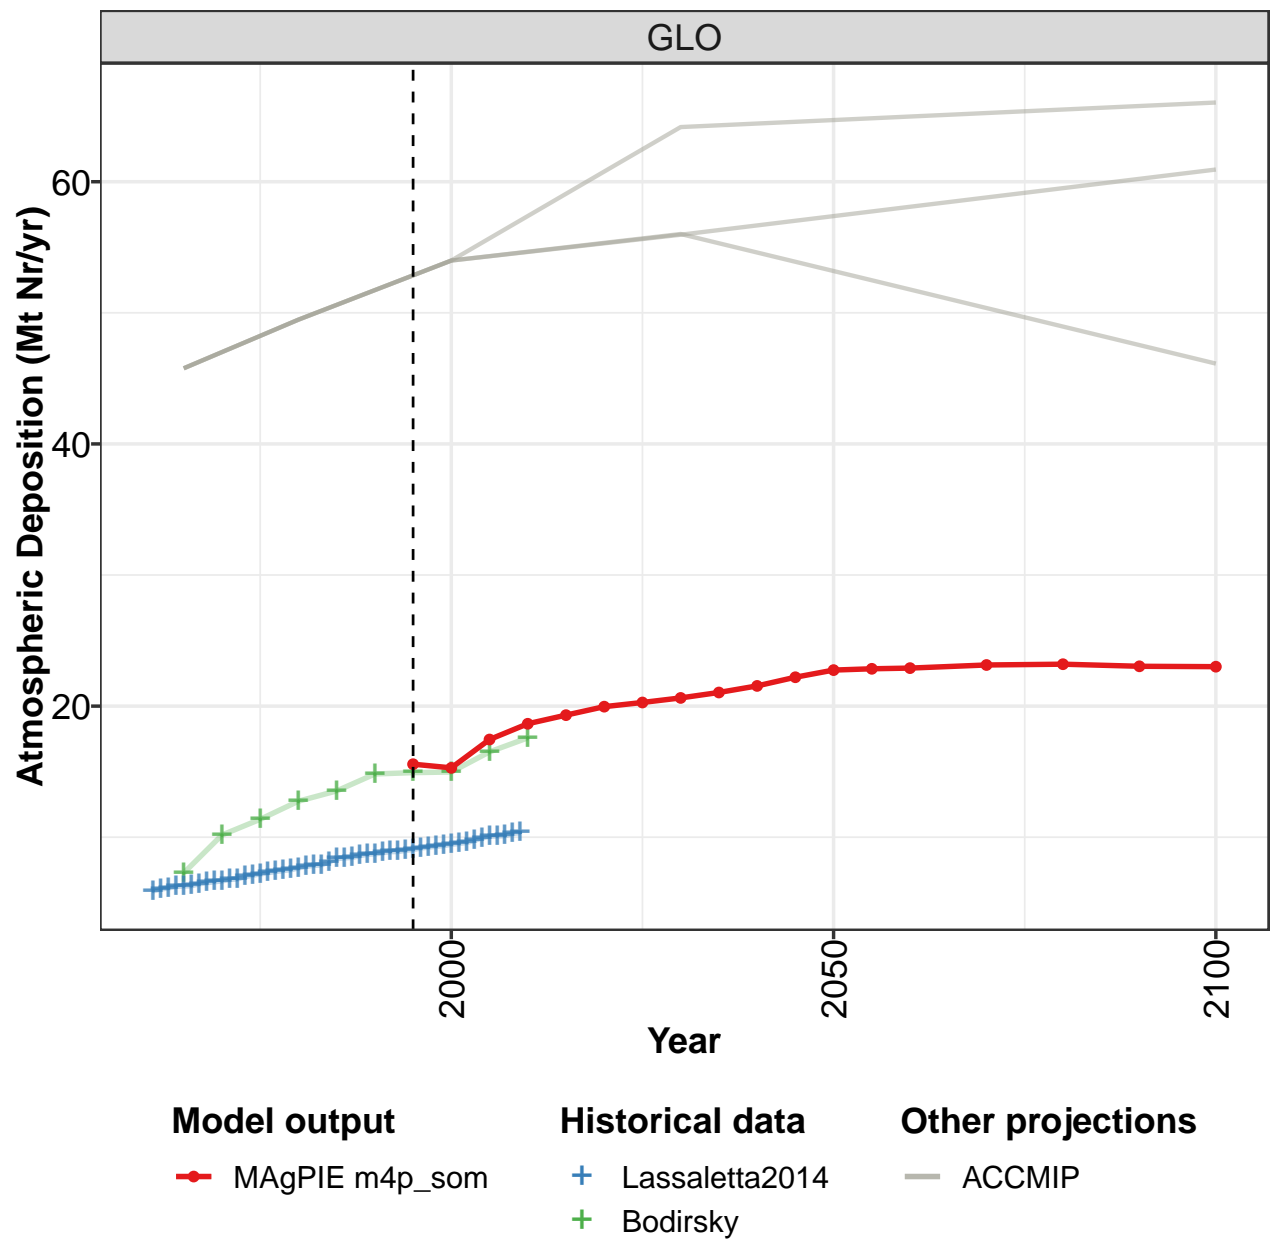 GLO
Atmospheric Deposition (Mt Nr/yr)
60
40
20
2000
2050
2100
Year
Model output
MAgPIE m4p_som
Historical data
Lassaletta2014
Bodirsky
Other projections
ACCMIP